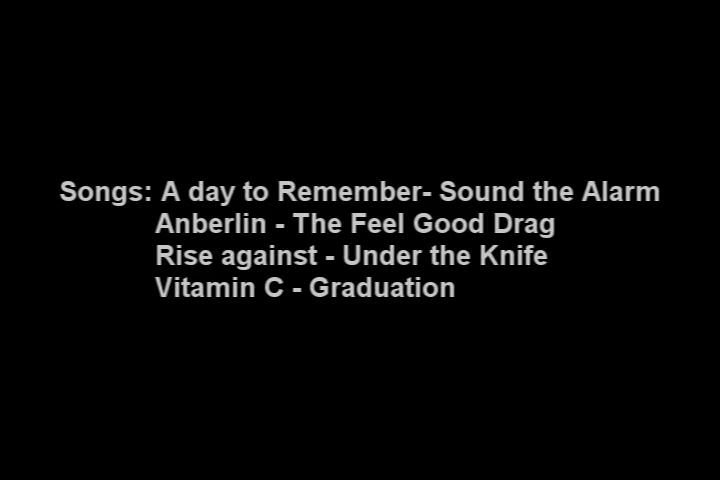 Songs: A day to Remember- Sound the Alarm
Anberlin - The Feel Good Drag
Rise against - Under the Knife
Vitamin C - Graduation